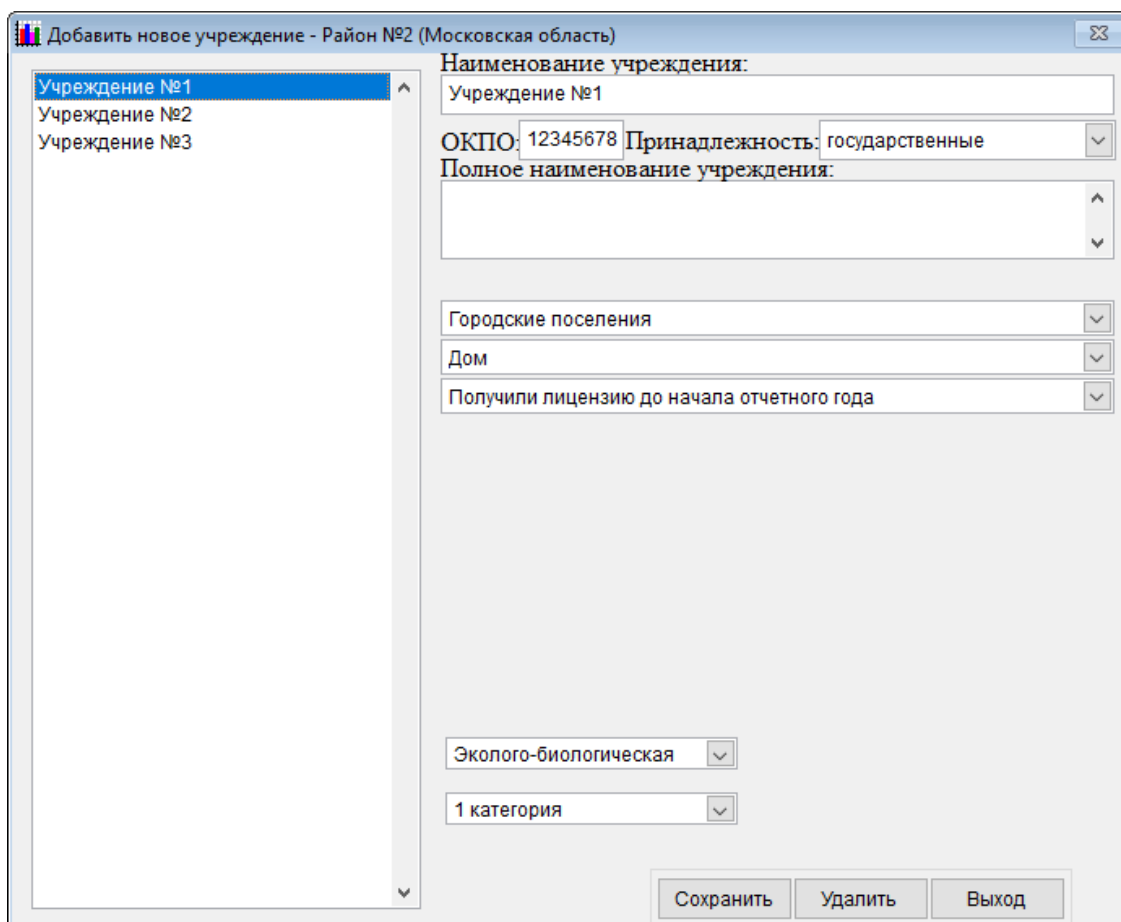 Добавить новое учреждение - Район №2 (Московская область)
Учреждение №1
Учреждение №2
Учреждение №3
Наименование учреждения:
Учреждение №1
ОКПО: 12345678 Принадлежность: государственные
Полное наименование учреждения:
Городские поселения
Дом
Получили лицензию до начала отчетного года
Эколого-биологическая
1 категория
Сохранить Удалить Выход